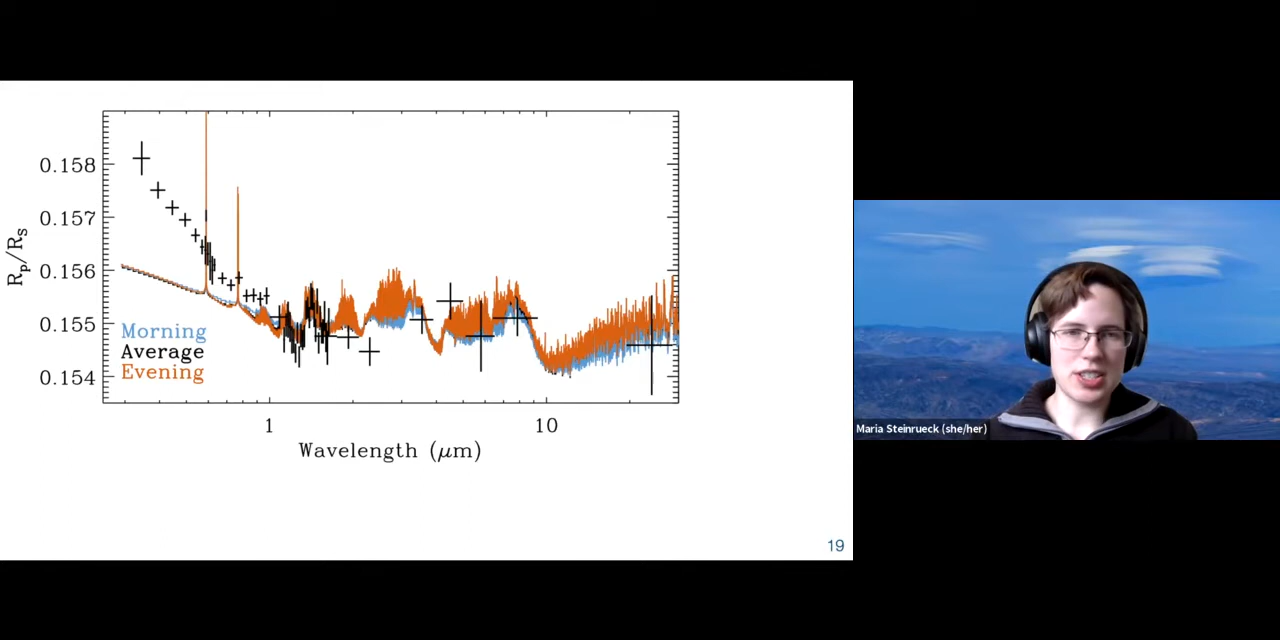 0.158
0.157
0.156
0.155
0.154
Rp/RS
Morning
Average
Evening
1
10
Wavelength (μm)
19
Maria Steinrueck (she/her)